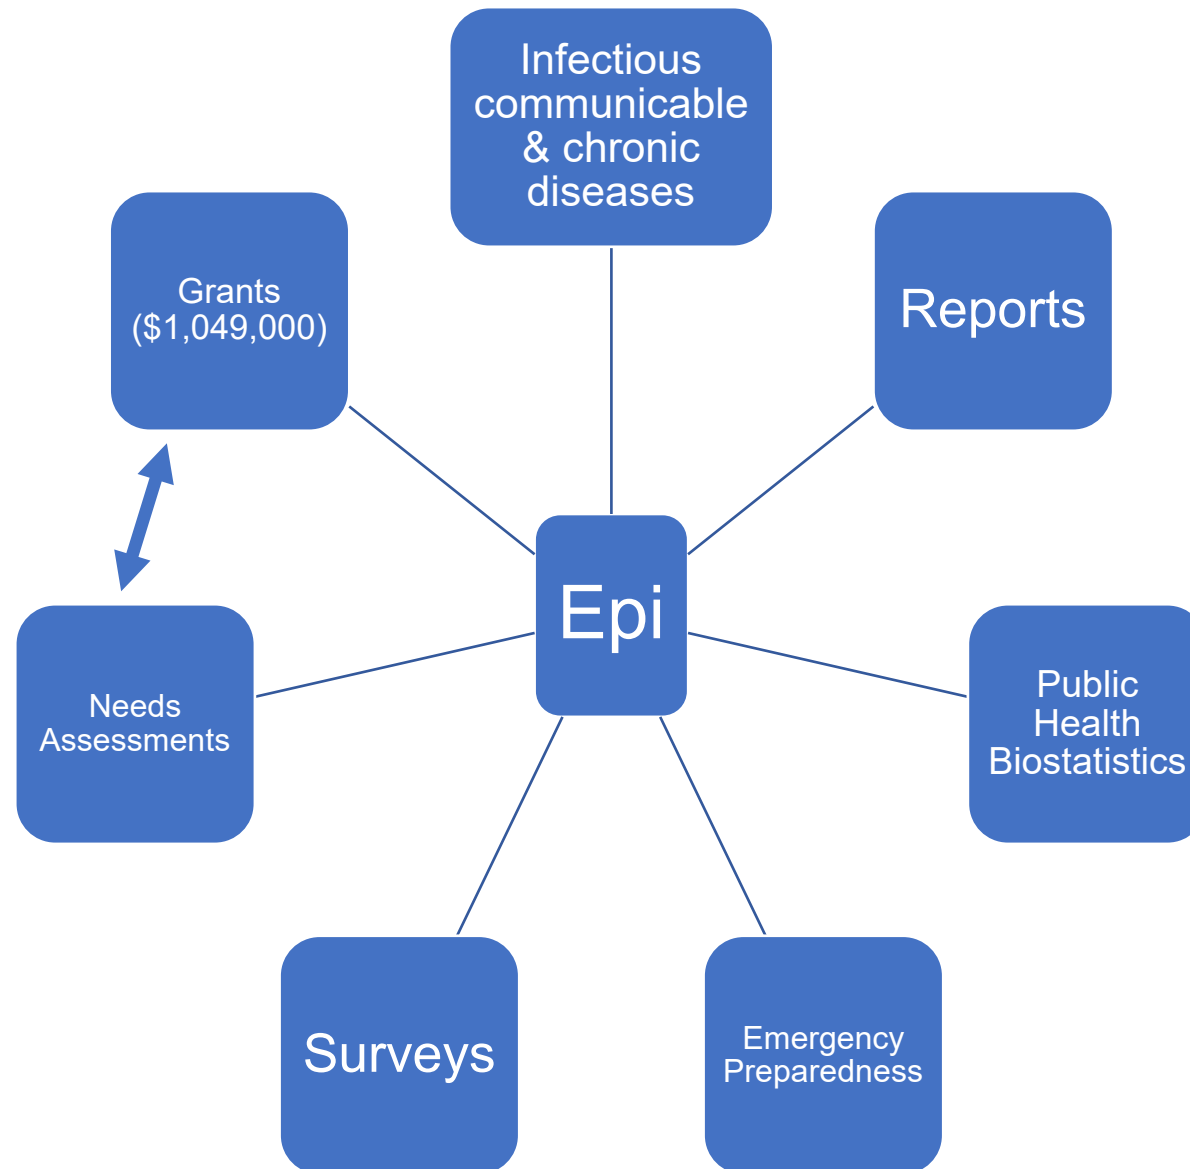 Infectious
communicable
& chronic
diseases
Grants
($1,049,000)
Reports
Epi
Needs
Assessments
Public
Health
Biostatistics
Surveys
Emergency
Preparedness